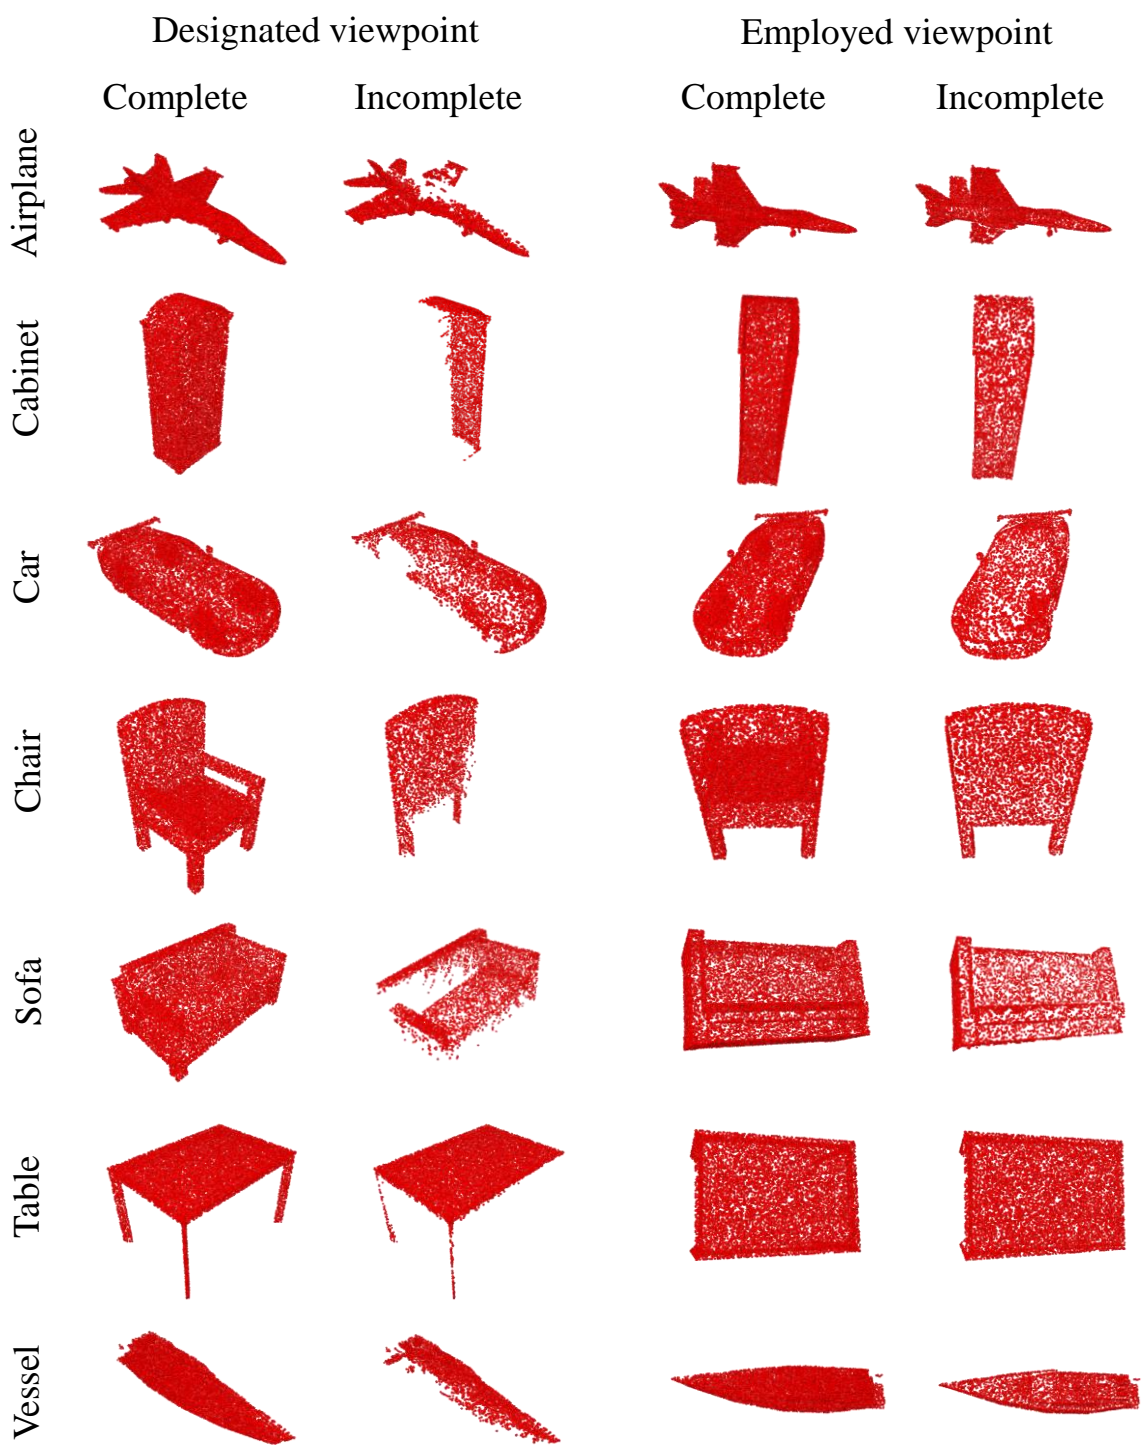 Designated viewpoint
Employed viewpoint
Complete
Incomplete
Complete
Incomplete
Airplane
Cabinet
Car
Chair
Sofa
Table
Vessel